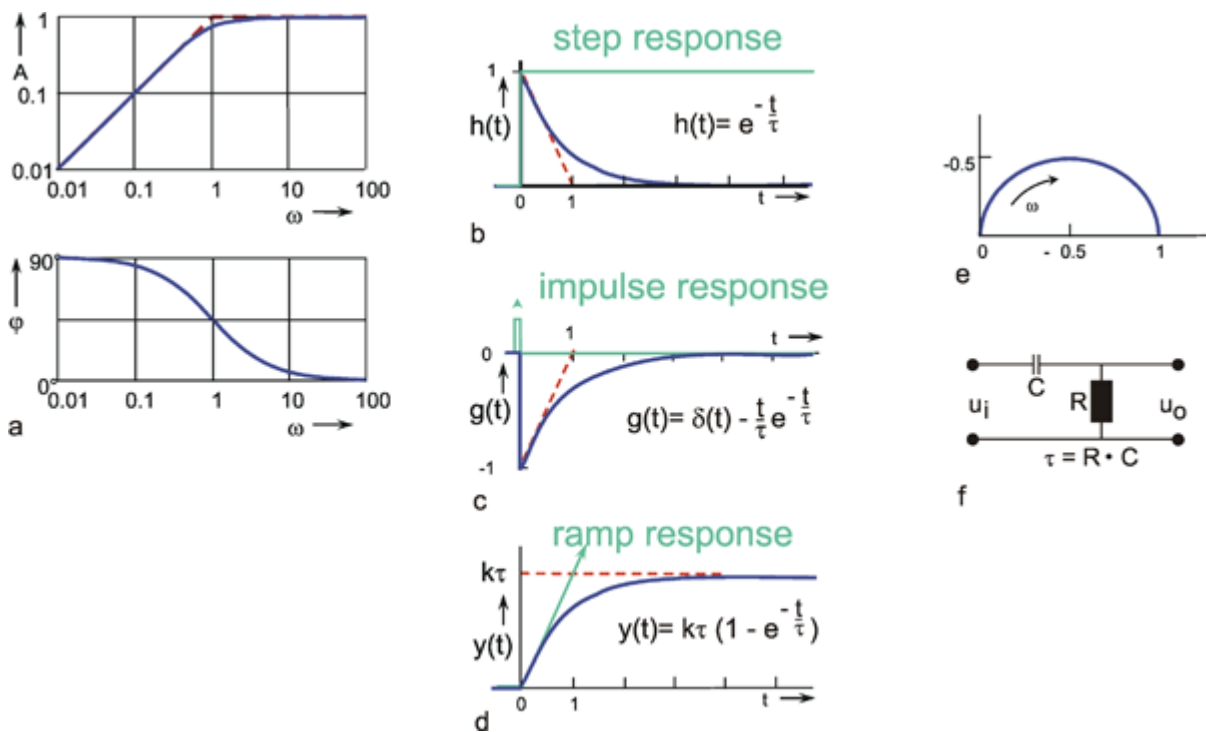 1
A
0.1
0.01
0.01 0.1 1 10 100
ω
90°
φ
0°
0.01 0.1 1 10 100
ω
a
step response
1
h(t)
h(t)= e^{-t/τ}
0 1 t
b
impulse response
1 t
0
g(t)
g(t)= δ(t) - t/τ e^{-t/τ}
-1
c
ramp response
kτ
y(t)
y(t)= kτ (1 - e^{-t/τ})
0 1 t
d
-0.5
ω
0 - 0.5 1
e
C
u_i R u_o
τ = R • C
f